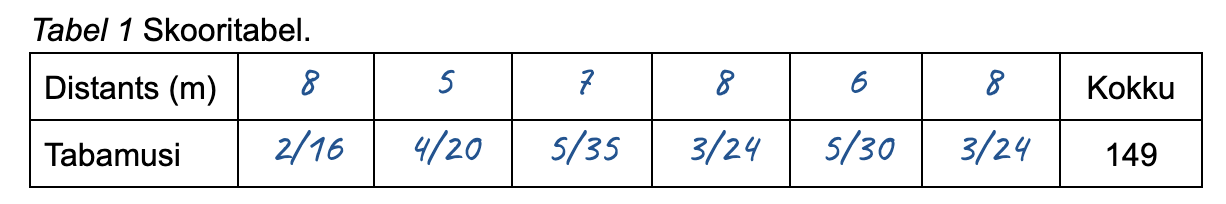 Tabel 1 Skooritabel.
Distants (m) 8 5 7 8 6 8 Kokku
Tabamusi 2/16 4/20 5/35 3/24 5/30 3/24 149